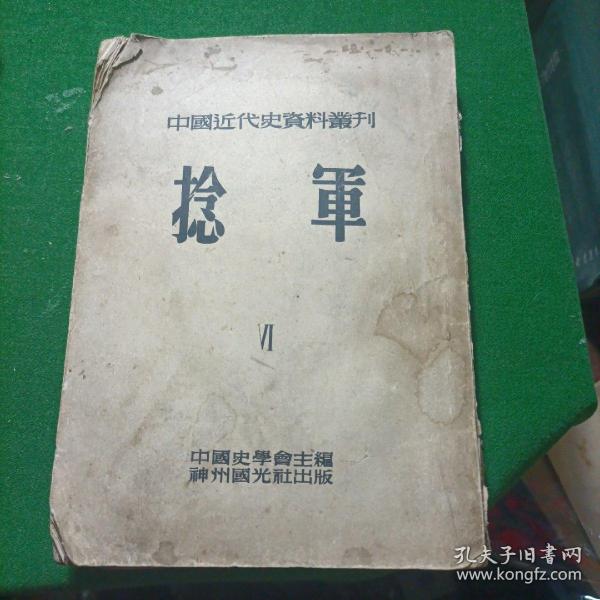 中國近代史資料叢刊
捻軍
VI
中國史學會主編
神州國光社出版
孔夫子旧书网
www.kongfz.com